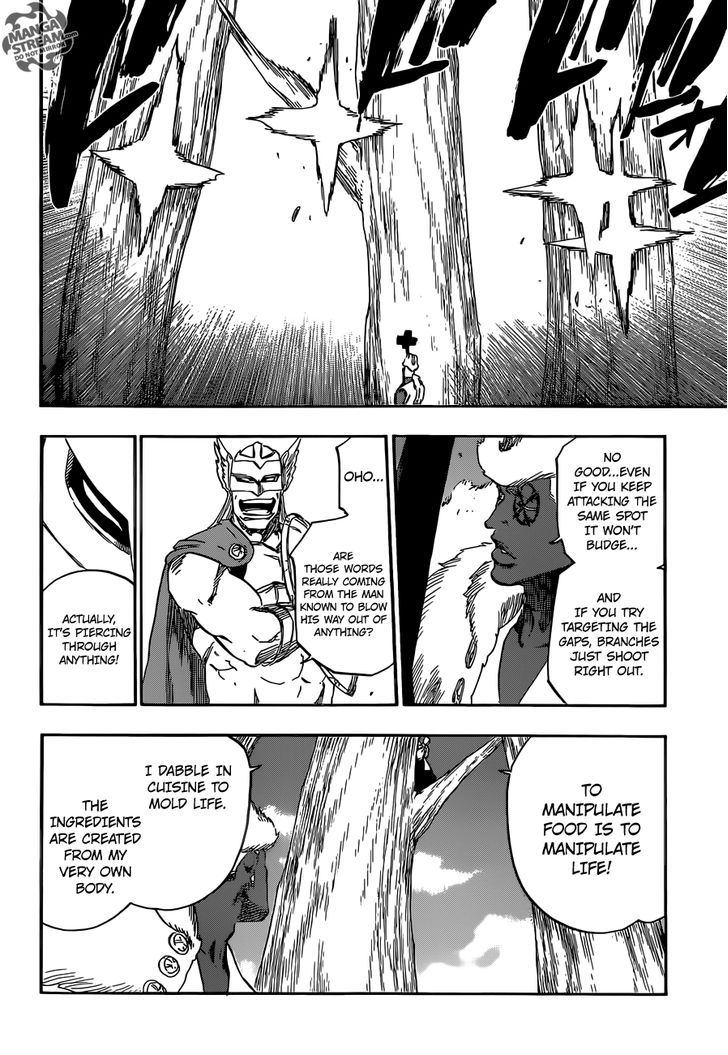 MANGA
STREAM.com
DO NOT MIRROR!
NO
GOOD...EVEN
IF YOU KEEP
ATTACKING
THE
SAME SPOT
IT WON'T
BUDGE...
AND
IF YOU TRY
TARGETING
THE
GAPS, BRANCHES
JUST SHOOT
RIGHT OUT.
OHO...
ARE
THOSE WORDS
REALLY COMING
FROM THE MAN
KNOWN TO BLOW
HIS WAY OUT OF
ANYTHING?
ACTUALLY,
IT'S PIERCING
THROUGH
ANYTHING!
TO
MANIPULATE
FOOD IS TO
MANIPULATE
LIFE!
I DABBLE IN
CUISINE TO
MOLD LIFE.
THE
INGREDIENTS
ARE CREATED
FROM MY
VERY OWN
BODY.